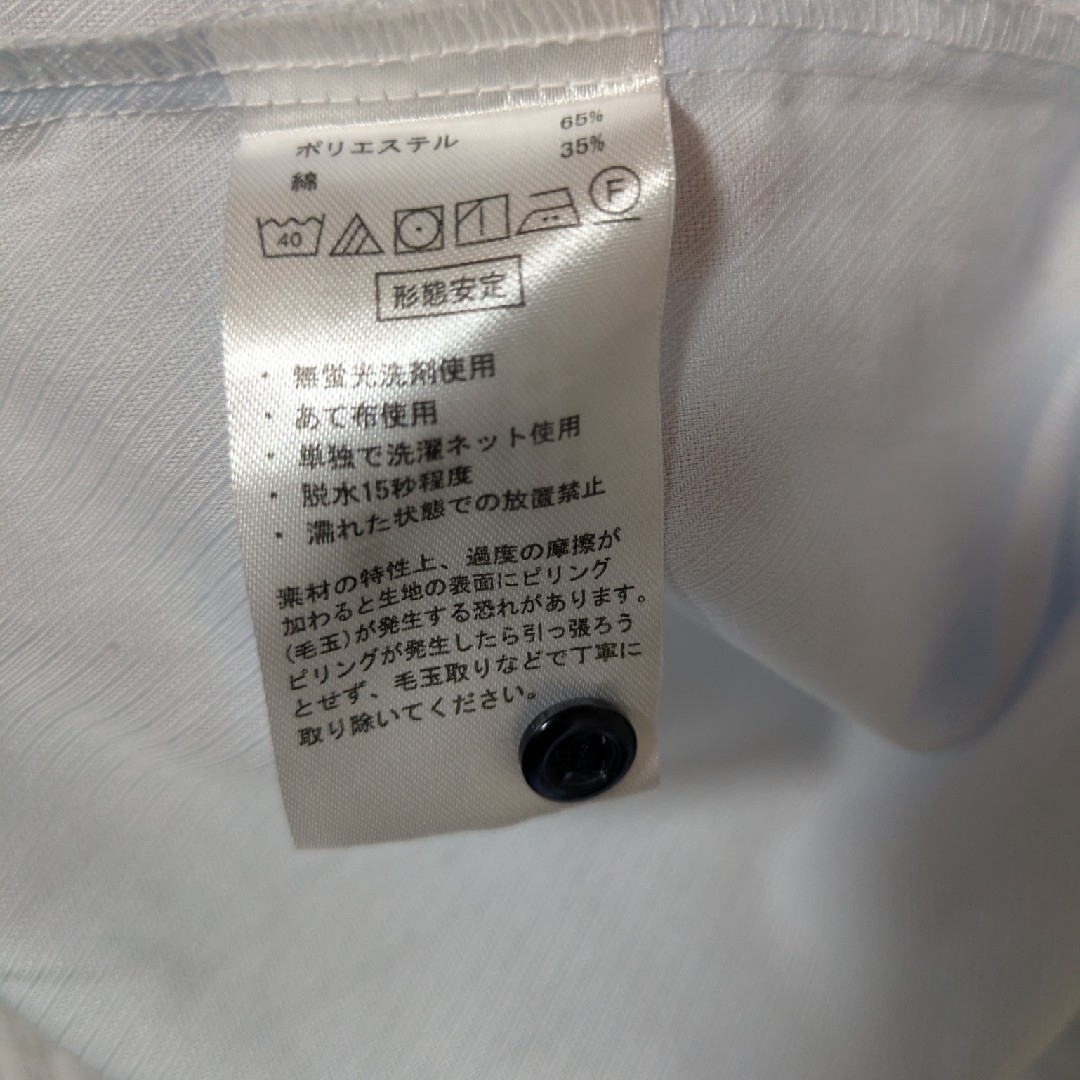 ポリエステル 65%
綿 35%
40 F
形態安定
・無蛍光洗剤使用
・あて布使用
・単独で洗濯ネット使用
・脱水15秒程度
・濡れた状態での放置禁止
素材の特性上、過度の摩擦が
加わると生地の表面にピリング
(毛玉)が発生する恐れがあります。
ピリングが発生したら引っ張ろう
とせず、毛玉取りなどで丁寧に
取り除いてください。